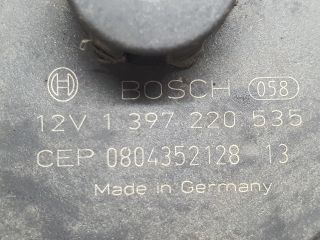 BOSCH 058
12V 1 397 220 535
CEP 0804352128 13
Made in Germany